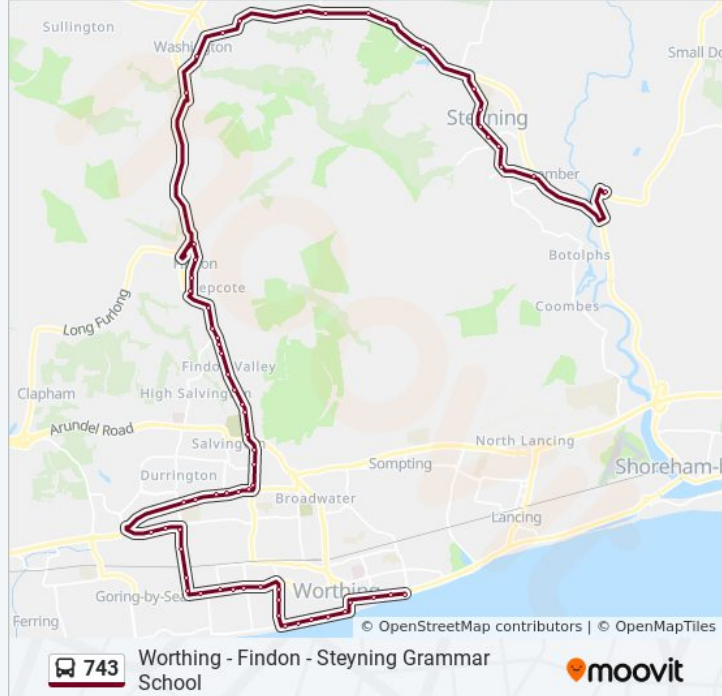 Sullington
Washington
Small Do
Steyning
mber
Botolphs
Findon
epcote
Coombes
Long Furlong
Findon Valley
Clapham
High Salvington
Arundel Road
Salvington
North Lancing
Sompting
Shoreham-
Durrington
Broadwater
Lancing
Worthing
Goring-by-Sea
Ferring
© OpenStreetMap contributors | © OpenMapTiles
743
Worthing - Findon - Steyning Grammar
School
moovit